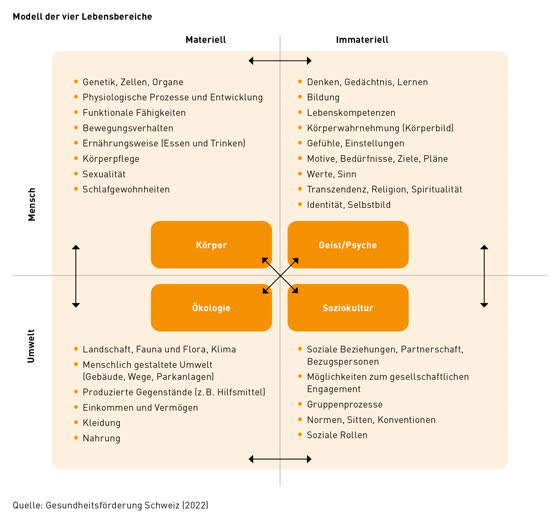 Modell der vier Lebensbereiche
Materiell
Immateriell
Mensch
Genetik, Zellen, Organe
Physiologische Prozesse und Entwicklung
Funktionale Fähigkeiten
Bewegungsverhalten
Ernährungsweise (Essen und Trinken)
Körperpflege
Sexualität
Schlafgewohnheiten
Denken, Gedächtnis, Lernen
Bildung
Lebenskompetenzen
Körperwahrnehmung (Körperbild)
Gefühle, Einstellungen
Motive, Bedürfnisse, Ziele, Pläne
Werte, Sinn
Transzendenz, Religion, Spiritualität
Identität, Selbstbild
Körper
Geist/Psyche
Ökologie
Soziokultur
Umwelt
Landschaft, Fauna und Flora, Klima
Menschlich gestaltete Umwelt
(Gebäude, Wege, Parkanlagen)
Produzierte Gegenstände (z. B. Hilfsmittel)
Einkommen und Vermögen
Kleidung
Nahrung
Soziale Beziehungen, Partnerschaft,
Bezugspersonen
Möglichkeiten zum gesellschaftlichen
Engagement
Gruppenprozesse
Normen, Sitten, Konventionen
Soziale Rollen
Quelle: Gesundheitsförderung Schweiz (2022)